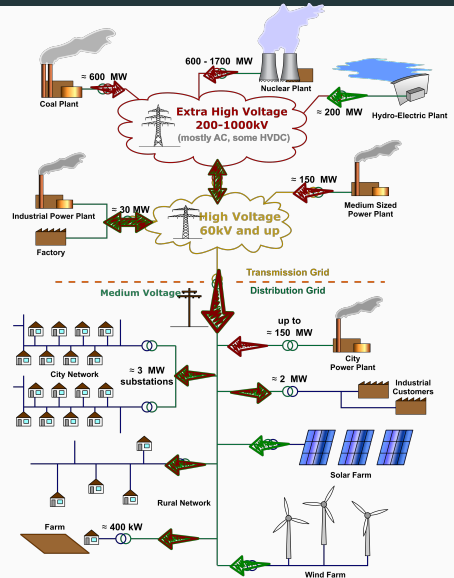 600 - 1700 MW
≈ 600 MW
Coal Plant
Nuclear Plant
Extra High Voltage
200-1000kV
(mostly AC, some HVDC)
≈ 200 MW
Hydro-Electric Plant
≈ 150 MW
Medium Sized
Power Plant
Industrial Power Plant
≈ 30 MW
Factory
High Voltage
60kV and up
Transmission Grid
Medium Voltage
Distribution Grid
up to
≈ 150 MW
City
Power Plant
City Network
≈ 3 MW
substations
≈ 2 MW
Industrial
Customers
Solar Farm
Rural Network
Farm
≈ 400 kW
Wind Farm